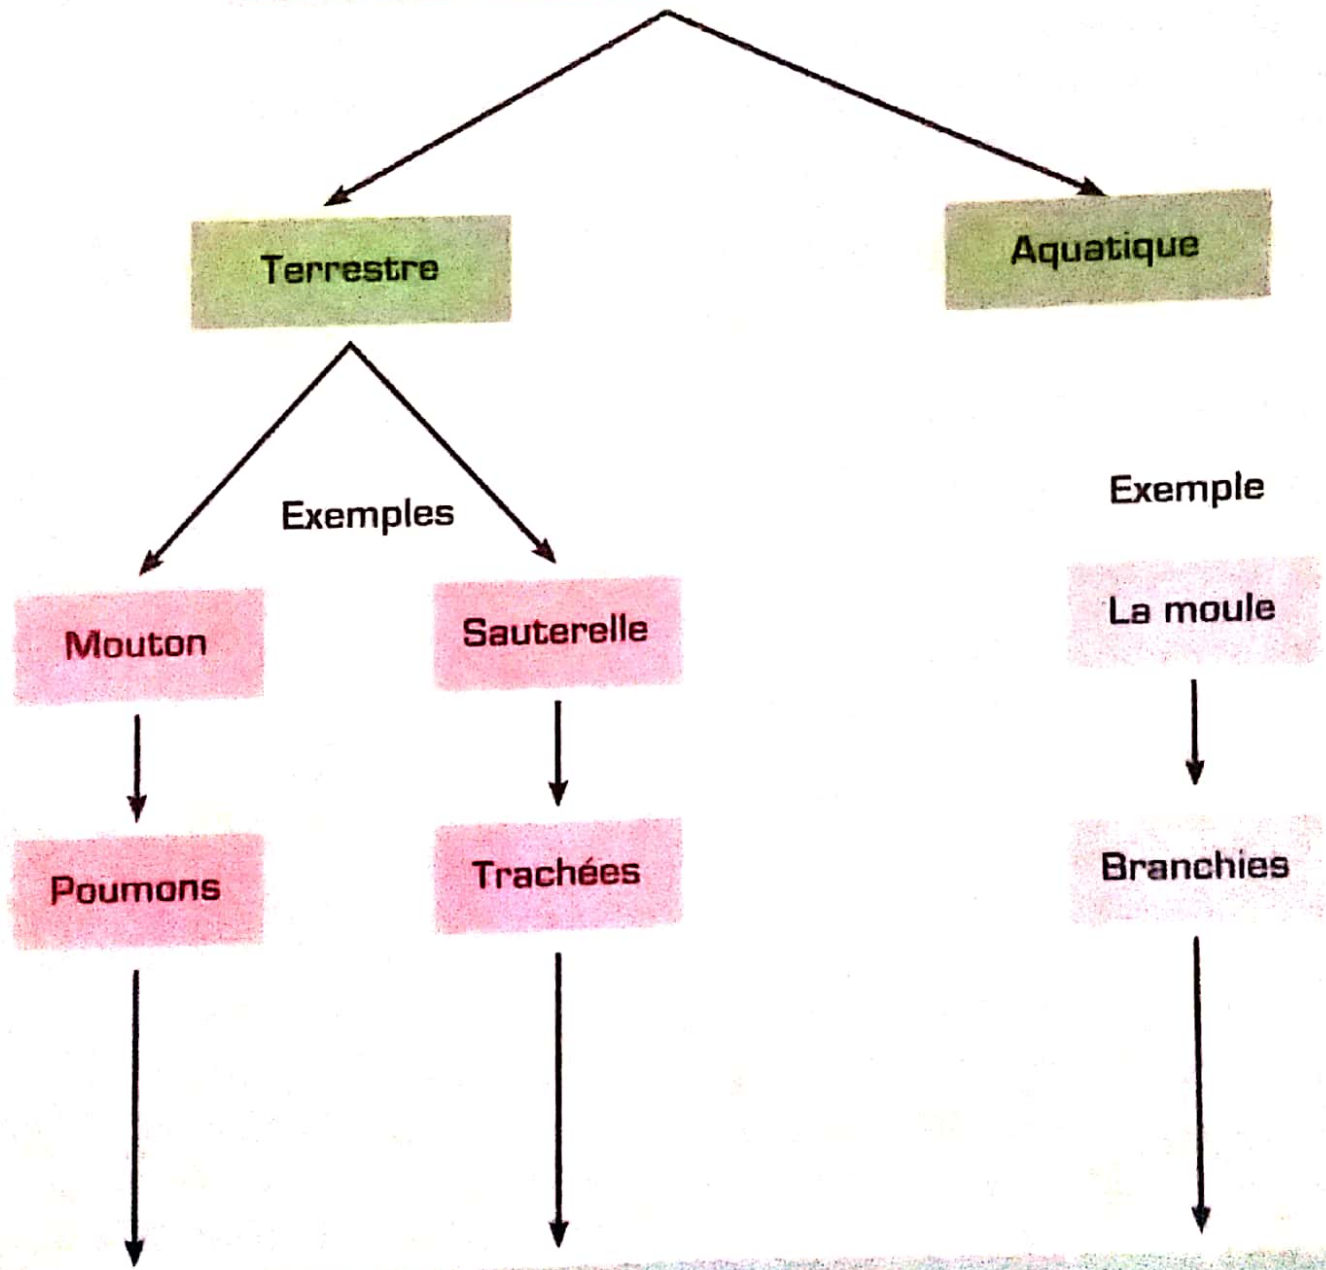 Terrestre
Aquatique
Exemples
Exemple
Mouton
Sauterelle
La moule
Poumons
Trachées
Branchies